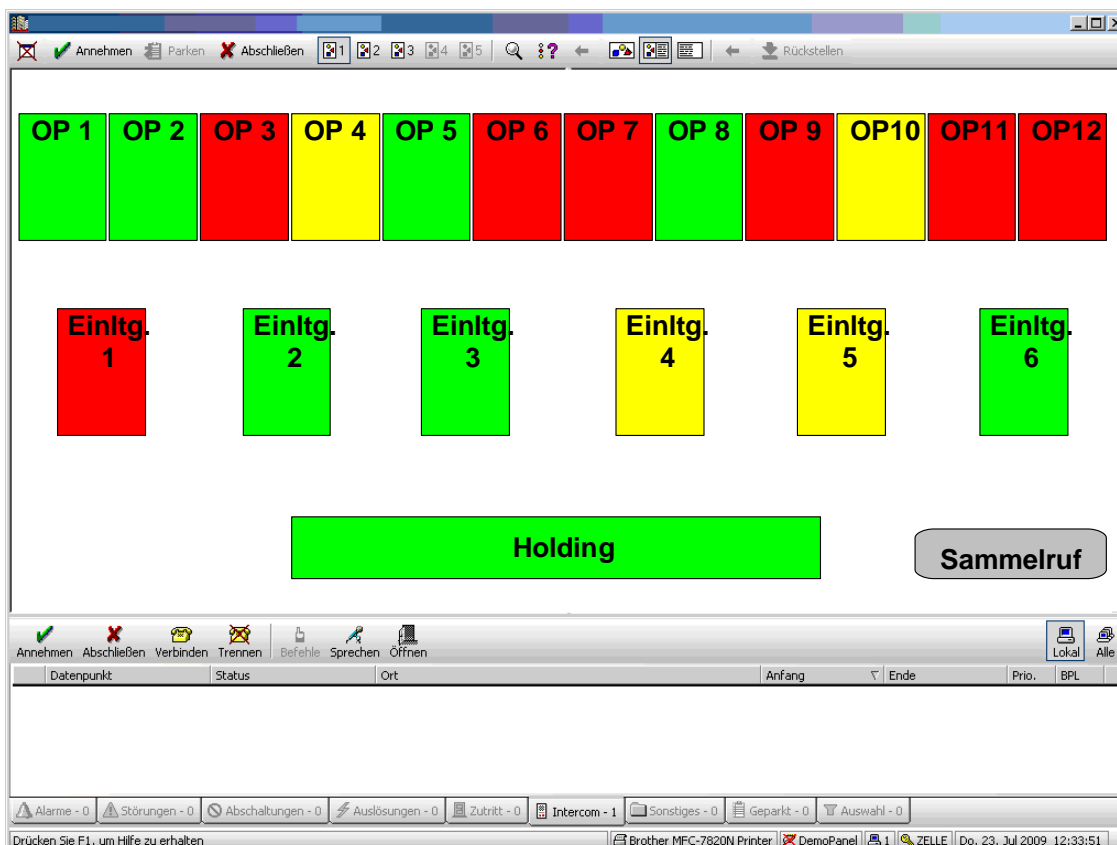 Annehmen Parken Abschließen 1 2 3 4 5 ? Rückstellen
OP 1 OP 2 OP 3 OP 4 OP 5 OP 6 OP 7 OP 8 OP 9 OP10 OP11 OP12
Einltg. Einltg. Einltg. Einltg. Einltg. Einltg.
1 2 3 4 5 6
Holding
Sammelruf
Annehmen Abschließen Verbinden Trennen Befehle Sprechen Öffnen Lokal Alle
Datenpunkt Status Ort Anfang Ende Prio. BPL
Alarme - 0 Störungen - 0 Abschaltungen - 0 Auslösungen - 0 Zutritt - 0 Intercom - 1 Sonstiges - 0 Geparkt - 0 Auswahl - 0
Drücken Sie F1, um Hilfe zu erhalten Brother MFC-7820N Printer DemoPanel 1 ZELLE Do, 23. Jul 2009 12:33:51